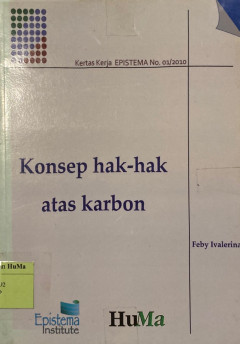 Kertas Kerja EPISTEMA No. 01/2010
Konsep hak-hak
atas karbon
Feby Ivalerina
n HuMa
Epistema
Institute
HuMa